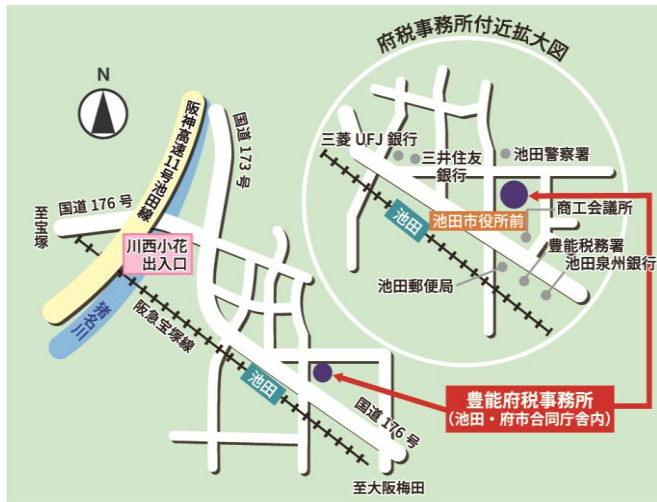 府税事務所付近拡大図
N
阪神高速11号池田線
国道173号
国道176号
至宝塚
川西小花
出入口
猪名川
阪急宝塚線
池田
国道176号
至大阪梅田
三菱UFJ銀行
三井住友
銀行
池田警察署
商工会議所
池田
池田市役所前
豊能税務署
池田泉州銀行
池田郵便局
豊能府税事務所
(池田・府市合同庁舎内)